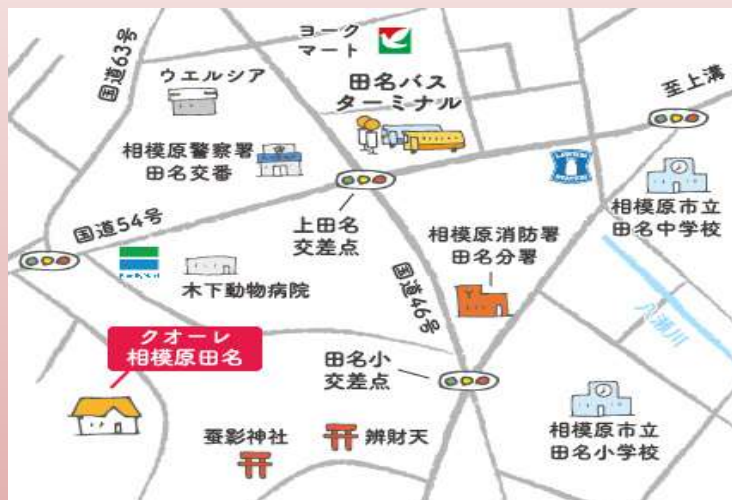 ヨーク
マート
国道63号
ウエルシア
田名バス
ターミナル
至上溝
相模原警察署
田名交番
LAWSON
STATION
国道54号
上田名
交差点
相模原消防署
田名分署
相模原市立
田名中学校
木下動物病院
国道46号
八瀬川
クオーレ
相模原田名
田名小
交差点
蚕影神社
辨財天
相模原市立
田名小学校